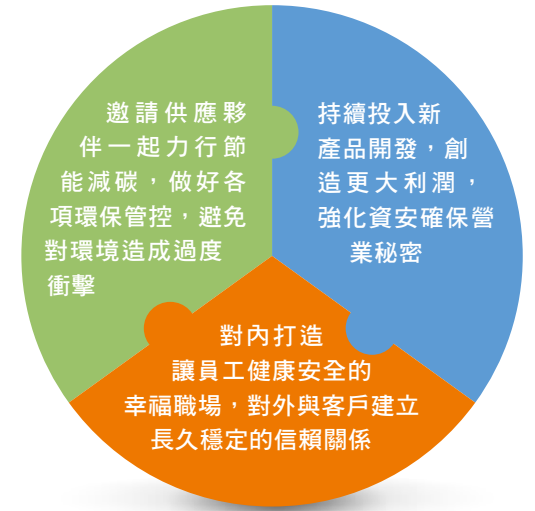 邀請供應夥
伴一起力行節
能減碳，做好各
項環保管控，避免
對環境造成過度
衝擊
持續投入新
產品開發，創
造更大利潤，
強化資安確保營
業秘密
對內打造
讓員工健康安全的
幸福職場，對外與客戶建立
長久穩定的信賴關係